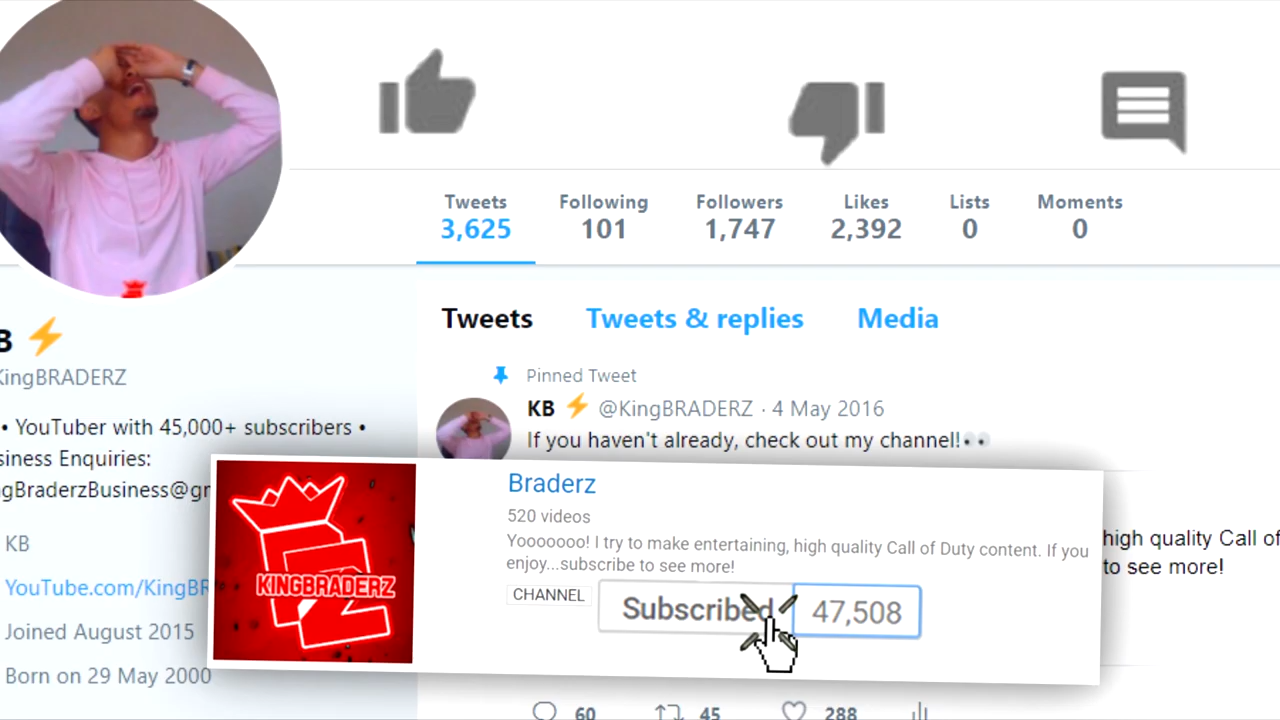 Tweets Following Followers Likes Lists Moments
3,625 101 1,747 2,392 0 0
B ⚡
KingBRADERZ
• YouTuber with 45,000+ subscribers •
siness Enquiries:
gBraderzBusiness@g
KB
YouTube.com/KingB
Joined August 2015
Born on 29 May 2000
Tweets Tweets & replies Media
Pinned Tweet
KB ⚡ @KingBRADERZ · 4 May 2016
If you haven't already, check out my channel!👀
KINGBRADERZ
Braderz
520 videos
Yooooooo! I try to make entertaining, high quality Call of Duty content. If you
enjoy...subscribe to see more!
CHANNEL Subscribed 47,508
high quality Call of
to see more!
60 45 288